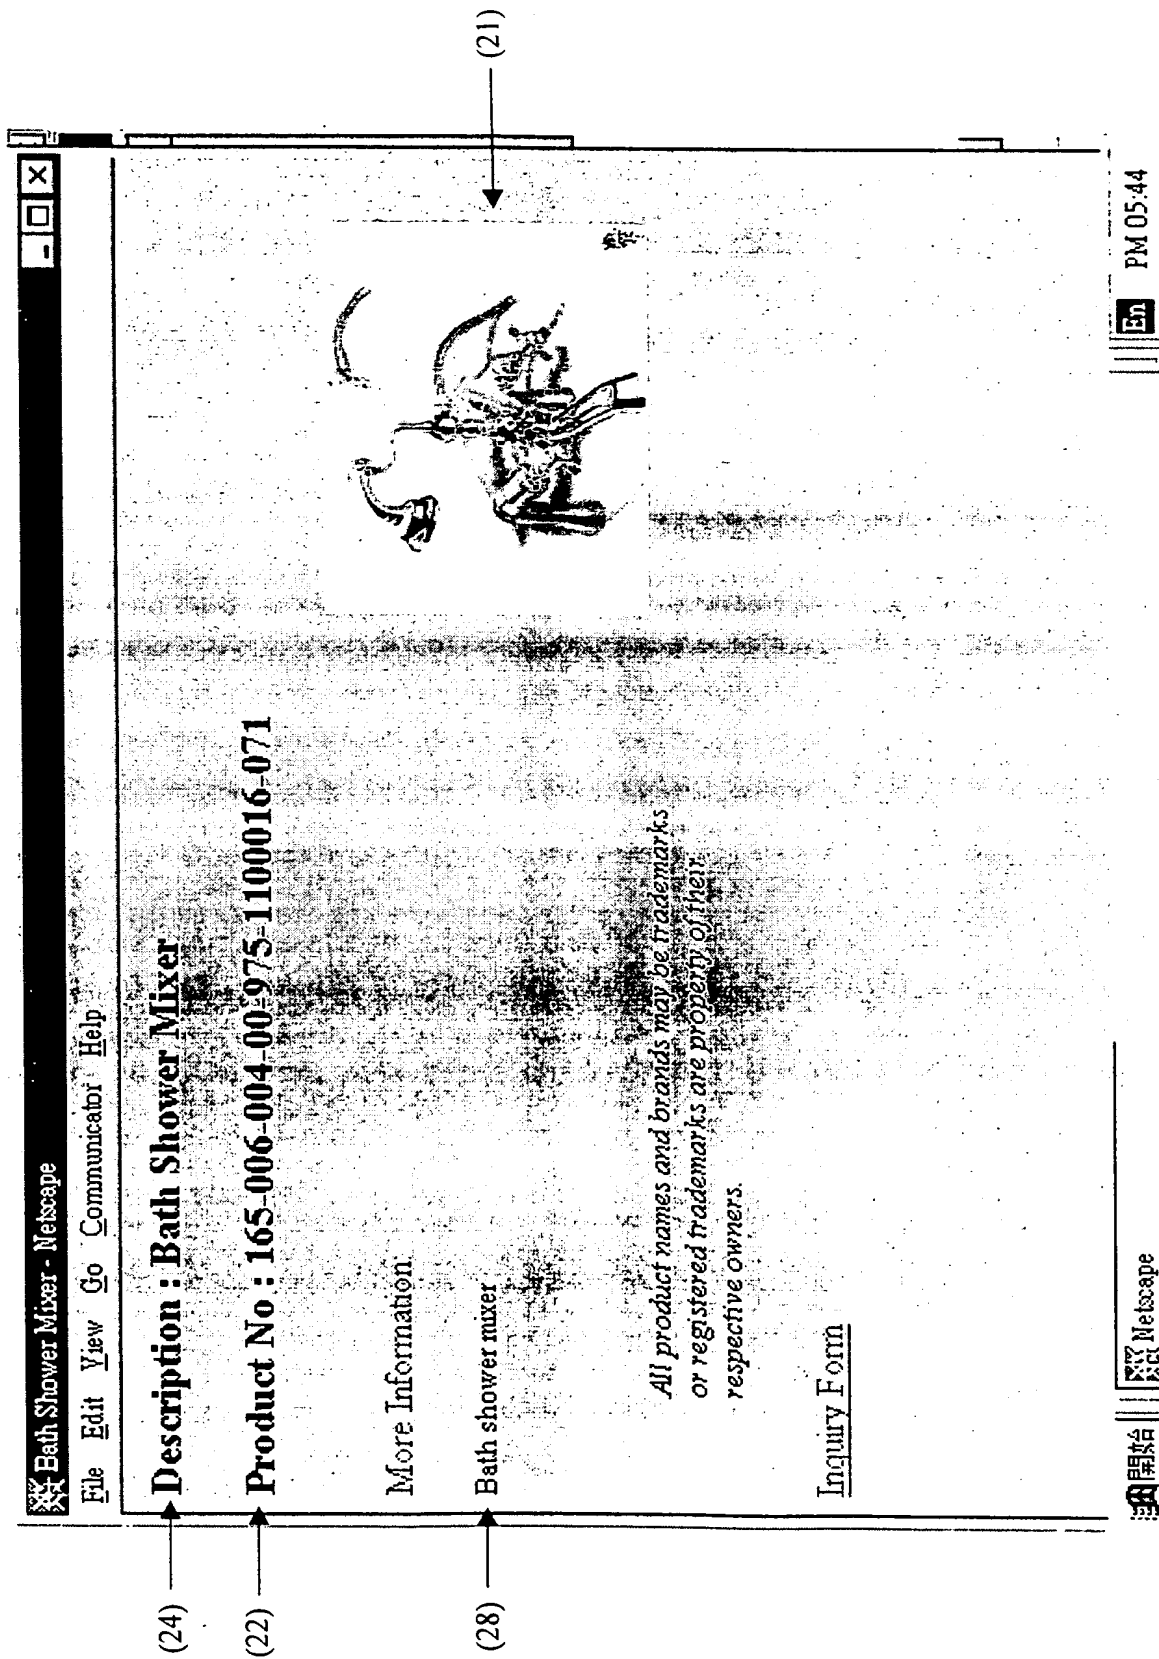 Bath Shower Mixer - Netscape
File Edit View Go Communicator Help
(24)
Description : Bath Shower Mixer
(22)
Product No : 165-006-004-00-975-1100016-071
(21)
More Information
(28)
Bath shower mixer
All product names and brands may be trademarks
or registered trademarks are property of their
respective owners.
Inquiry Form
開始
Netscape
En
PM 05:44